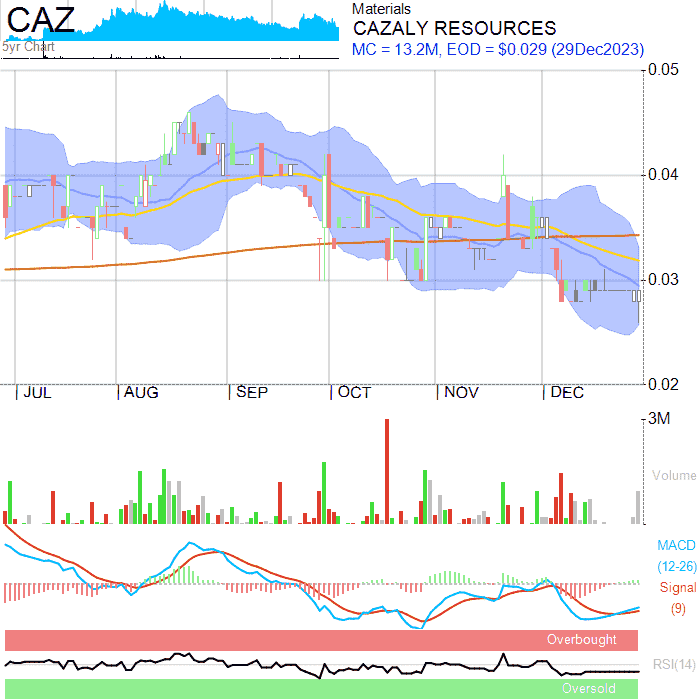 CAZ
5yr Chart
Materials
CAZALY RESOURCES
MC = 13.2M, EOD = $0.029 (29Dec2023)
0.05
0.04
0.03
0.02
JUL AUG SEP OCT NOV DEC
3M
Volume
MACD
(12-26)
Signal
(9)
Overbought
RSI(14)
Oversold